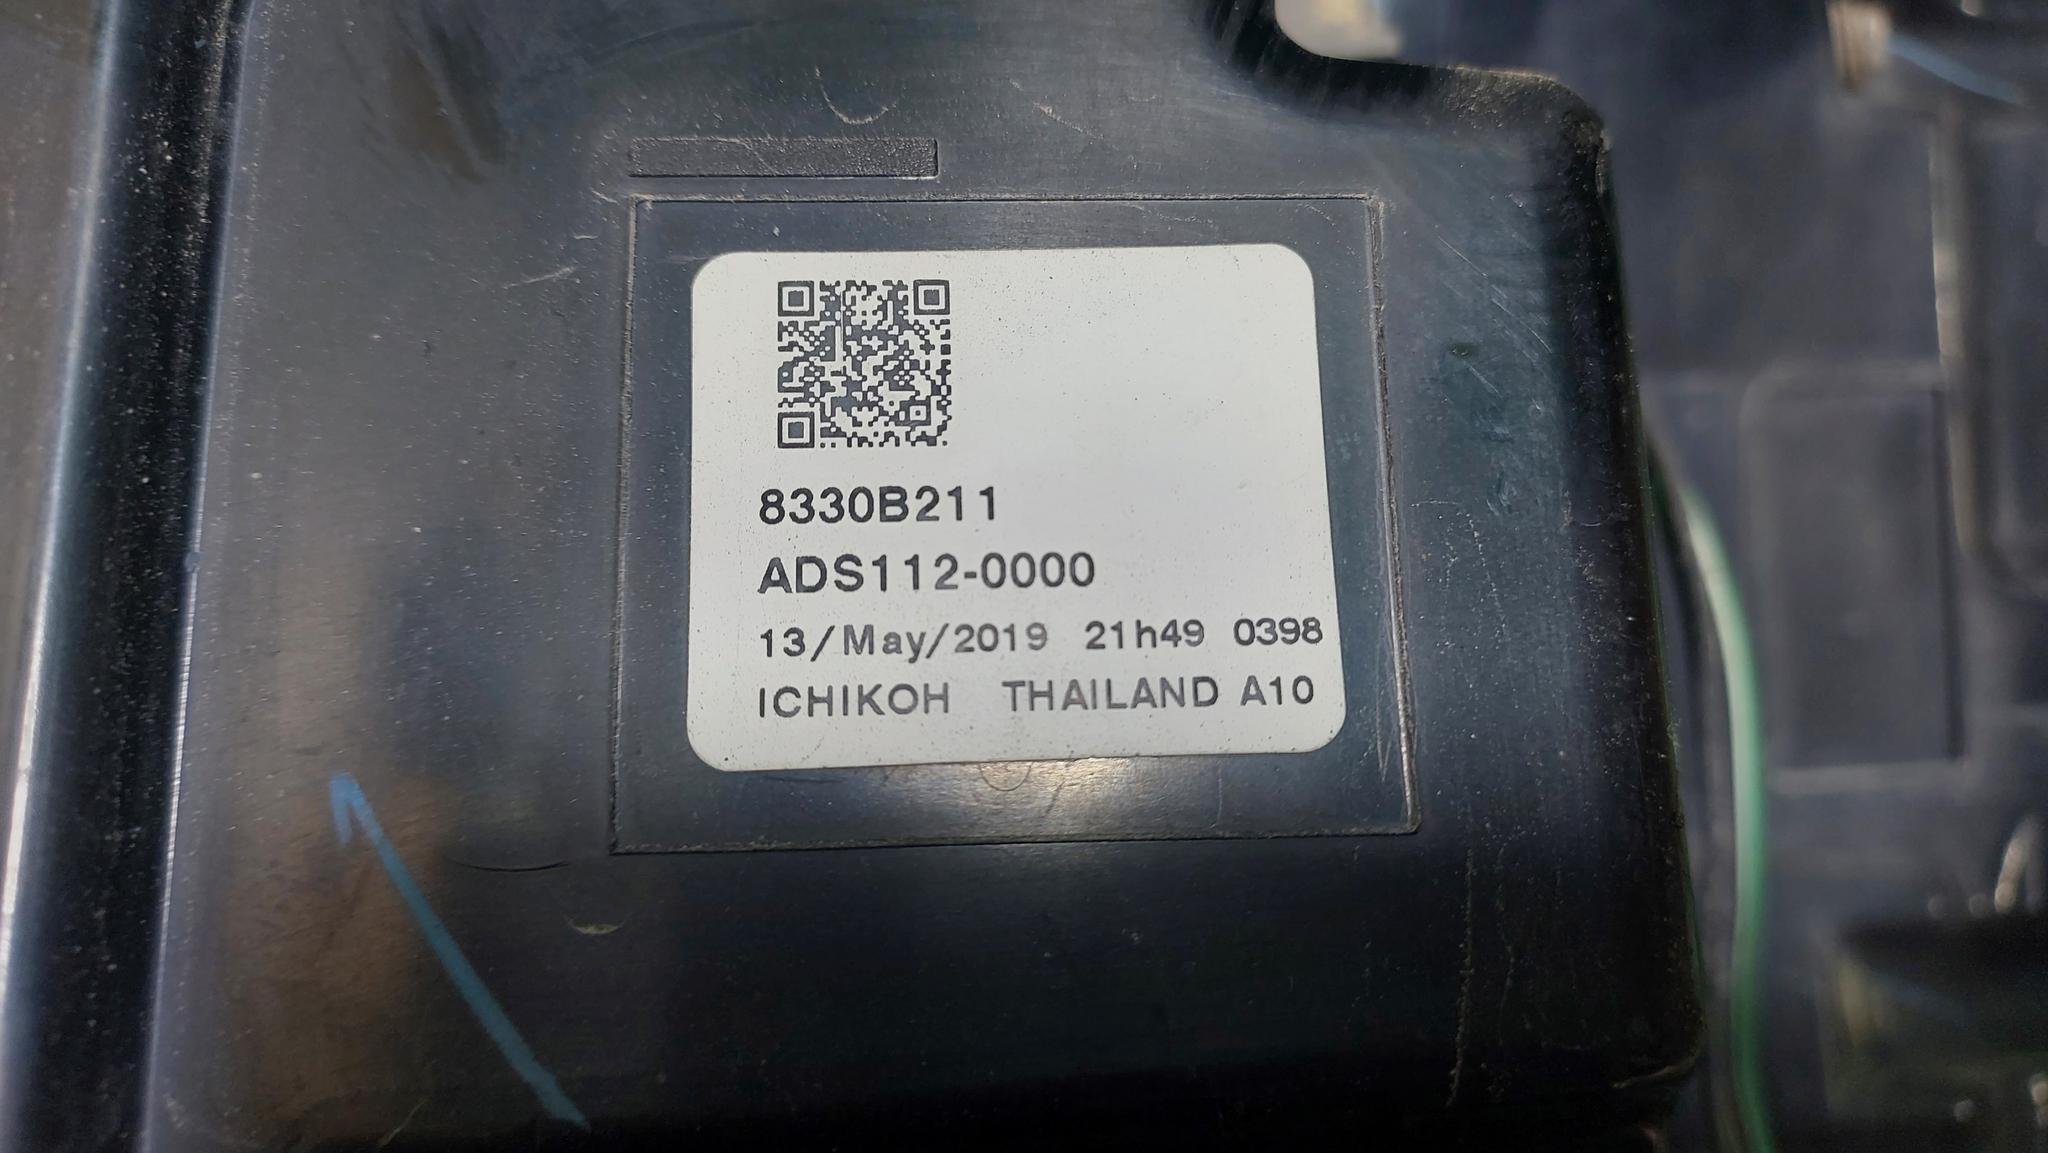 8330B211
ADS112-0000
13/May/2019 21h49 0398
ICHIKOH THAILAND A10